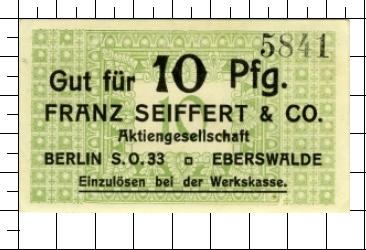 5841
Gut für 10 Pfg.
FRANZ SEIFFERT & CO.
Aktiengesellschaft
BERLIN S.O.33 ▫ EBERSWALDE
Einzulösen bei der Werkskasse.